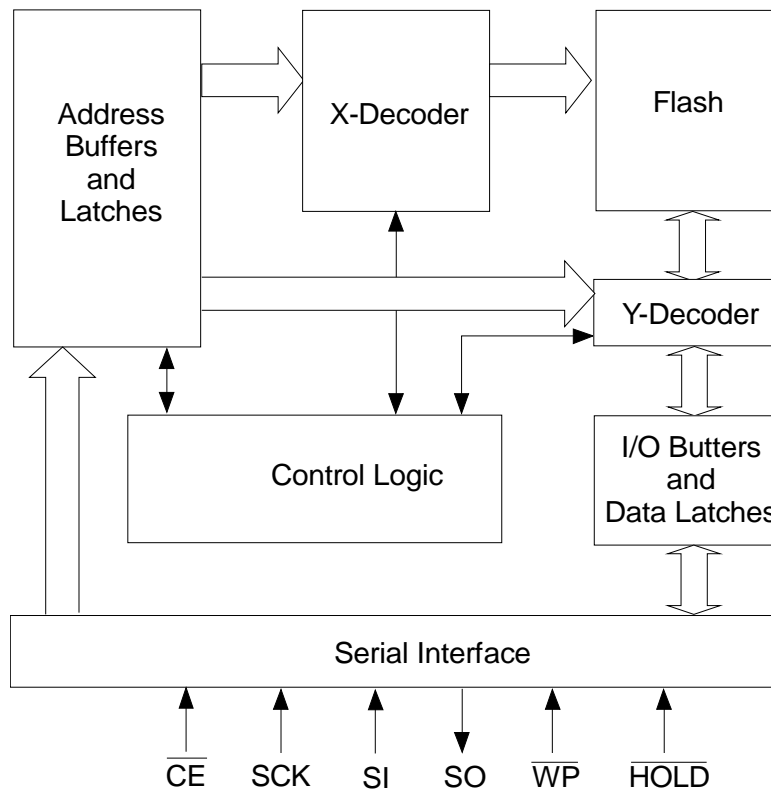 Address
Buffers
and
Latches
X-Decoder
Flash
Y-Decoder
Control Logic
I/O Butters
and
Data Latches
Serial Interface
CE SCK SI SO WP HOLD